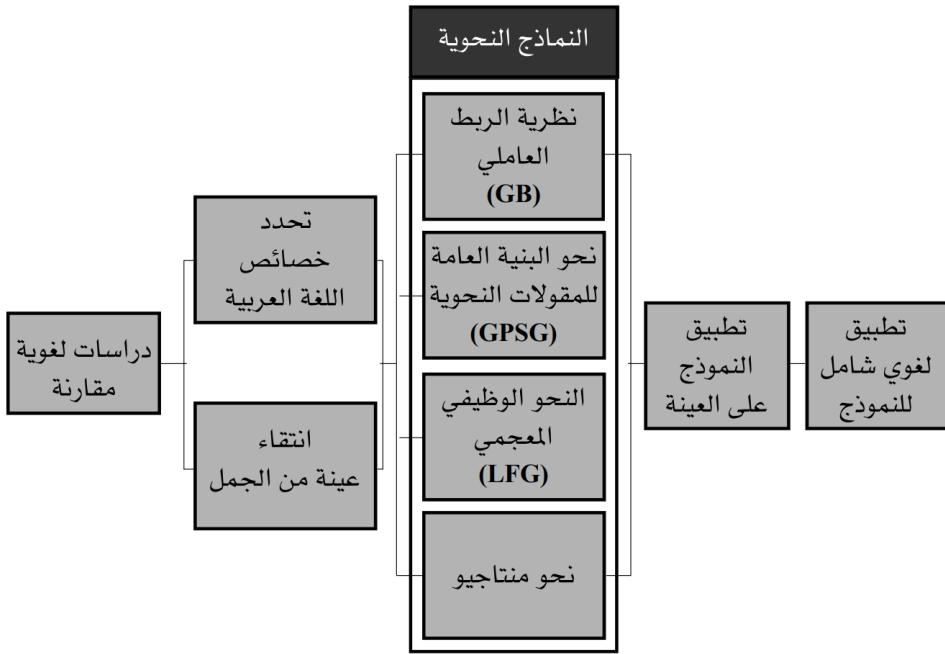 النماذج النحوية
نظرية الربط
العاملي
(GB)
نحو البنية العامة
للمقولات النحوية
(GPSG)
النحو الوظيفي
المعجمي
(LFG)
نحو منتاجيو
تحدد
خصائص
اللغة العربية
انتقاء
عينة من الجمل
دراسات لغوية
مقارنة
تطبيق
النموذج
على العينة
تطبيق
لغوي شامل
للنموذج